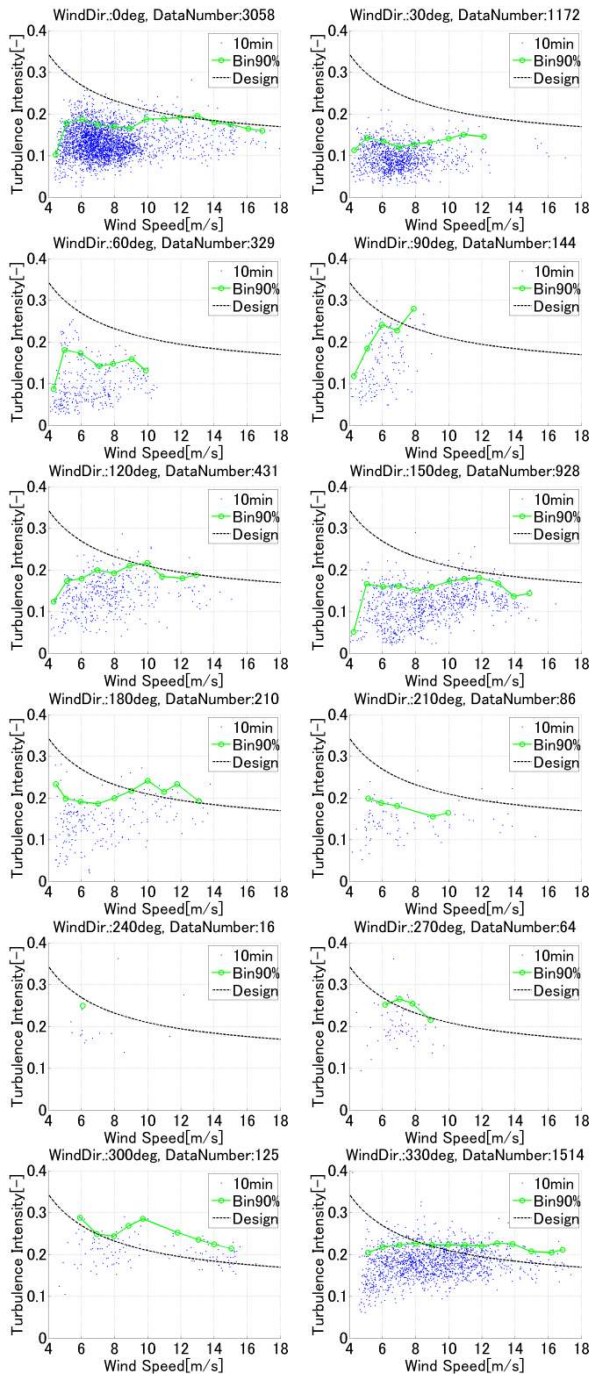 WindDir.:0deg, DataNumber:3058
Turbulence Intensity[-]
0.4
0.3
0.2
0.1
0
10min
Bin90%
Design
4 6 8 10 12 14 16 18
Wind Speed[m/s]
WindDir.:30deg, DataNumber:1172
Turbulence Intensity[-]
0.4
0.3
0.2
0.1
0
10min
Bin90%
Design
4 6 8 10 12 14 16 18
Wind Speed[m/s]
WindDir.:60deg, DataNumber:329
Turbulence Intensity[-]
0.4
0.3
0.2
0.1
0
10min
Bin90%
Design
4 6 8 10 12 14 16 18
Wind Speed[m/s]
WindDir.:90deg, DataNumber:144
Turbulence Intensity[-]
0.4
0.3
0.2
0.1
0
10min
Bin90%
Design
4 6 8 10 12 14 16 18
Wind Speed[m/s]
WindDir.:120deg, DataNumber:431
Turbulence Intensity[-]
0.4
0.3
0.2
0.1
0
10min
Bin90%
Design
4 6 8 10 12 14 16 18
Wind Speed[m/s]
WindDir.:150deg, DataNumber:928
Turbulence Intensity[-]
0.4
0.3
0.2
0.1
0
10min
Bin90%
Design
4 6 8 10 12 14 16 18
Wind Speed[m/s]
WindDir.:180deg, DataNumber:210
Turbulence Intensity[-]
0.4
0.3
0.2
0.1
0
10min
Bin90%
Design
4 6 8 10 12 14 16 18
Wind Speed[m/s]
WindDir.:210deg, DataNumber:86
Turbulence Intensity[-]
0.4
0.3
0.2
0.1
0
10min
Bin90%
Design
4 6 8 10 12 14 16 18
Wind Speed[m/s]
WindDir.:240deg, DataNumber:16
Turbulence Intensity[-]
0.4
0.3
0.2
0.1
0
10min
Bin90%
Design
4 6 8 10 12 14 16 18
Wind Speed[m/s]
WindDir.:270deg, DataNumber:64
Turbulence Intensity[-]
0.4
0.3
0.2
0.1
0
10min
Bin90%
Design
4 6 8 10 12 14 16 18
Wind Speed[m/s]
WindDir.:300deg, DataNumber:125
Turbulence Intensity[-]
0.4
0.3
0.2
0.1
0
10min
Bin90%
Design
4 6 8 10 12 14 16 18
Wind Speed[m/s]
WindDir.:330deg, DataNumber:1514
Turbulence Intensity[-]
0.4
0.3
0.2
0.1
0
10min
Bin90%
Design
4 6 8 10 12 14 16 18
Wind Speed[m/s]